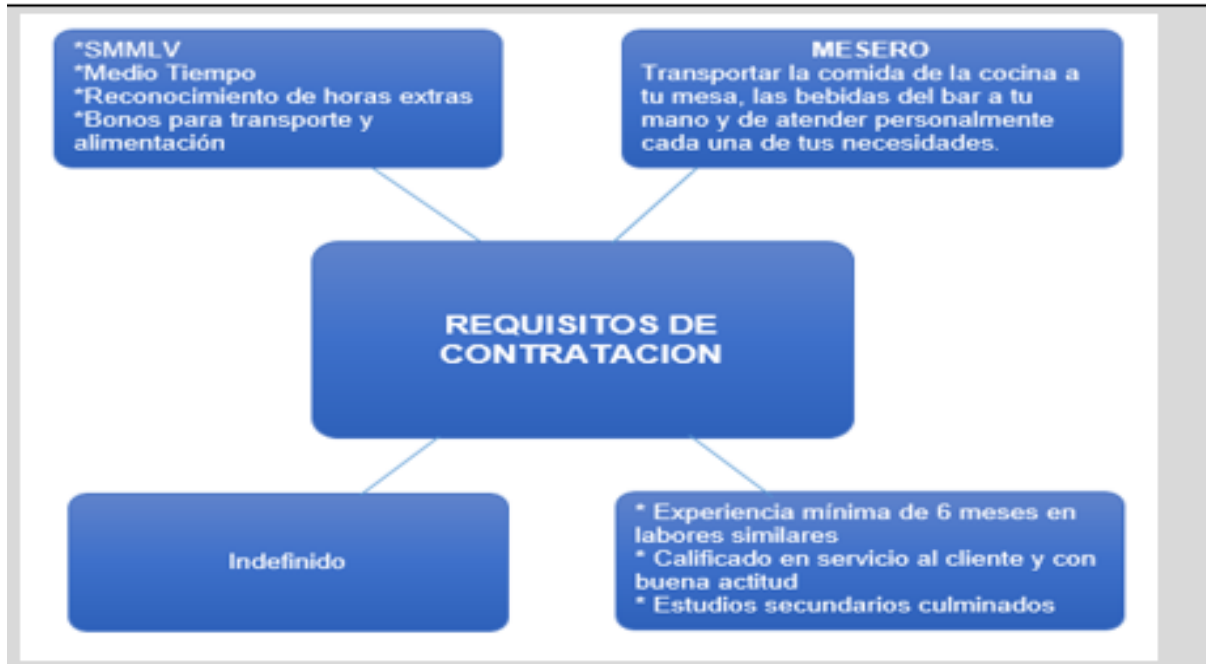 *SMMLV
*Medio Tiempo
*Reconocimiento de horas extras
*Bonos para transporte y
alimentación
MESERO
Transportar la comida de la cocina a
tu mesa, las bebidas del bar a tu
mano y de atender personalmente
cada una de tus necesidades.
REQUISITOS DE
CONTRATACION
Indefinido
* Experiencia mínima de 6 meses en
labores similares
* Calificado en servicio al cliente y con
buena actitud
* Estudios secundarios culminados